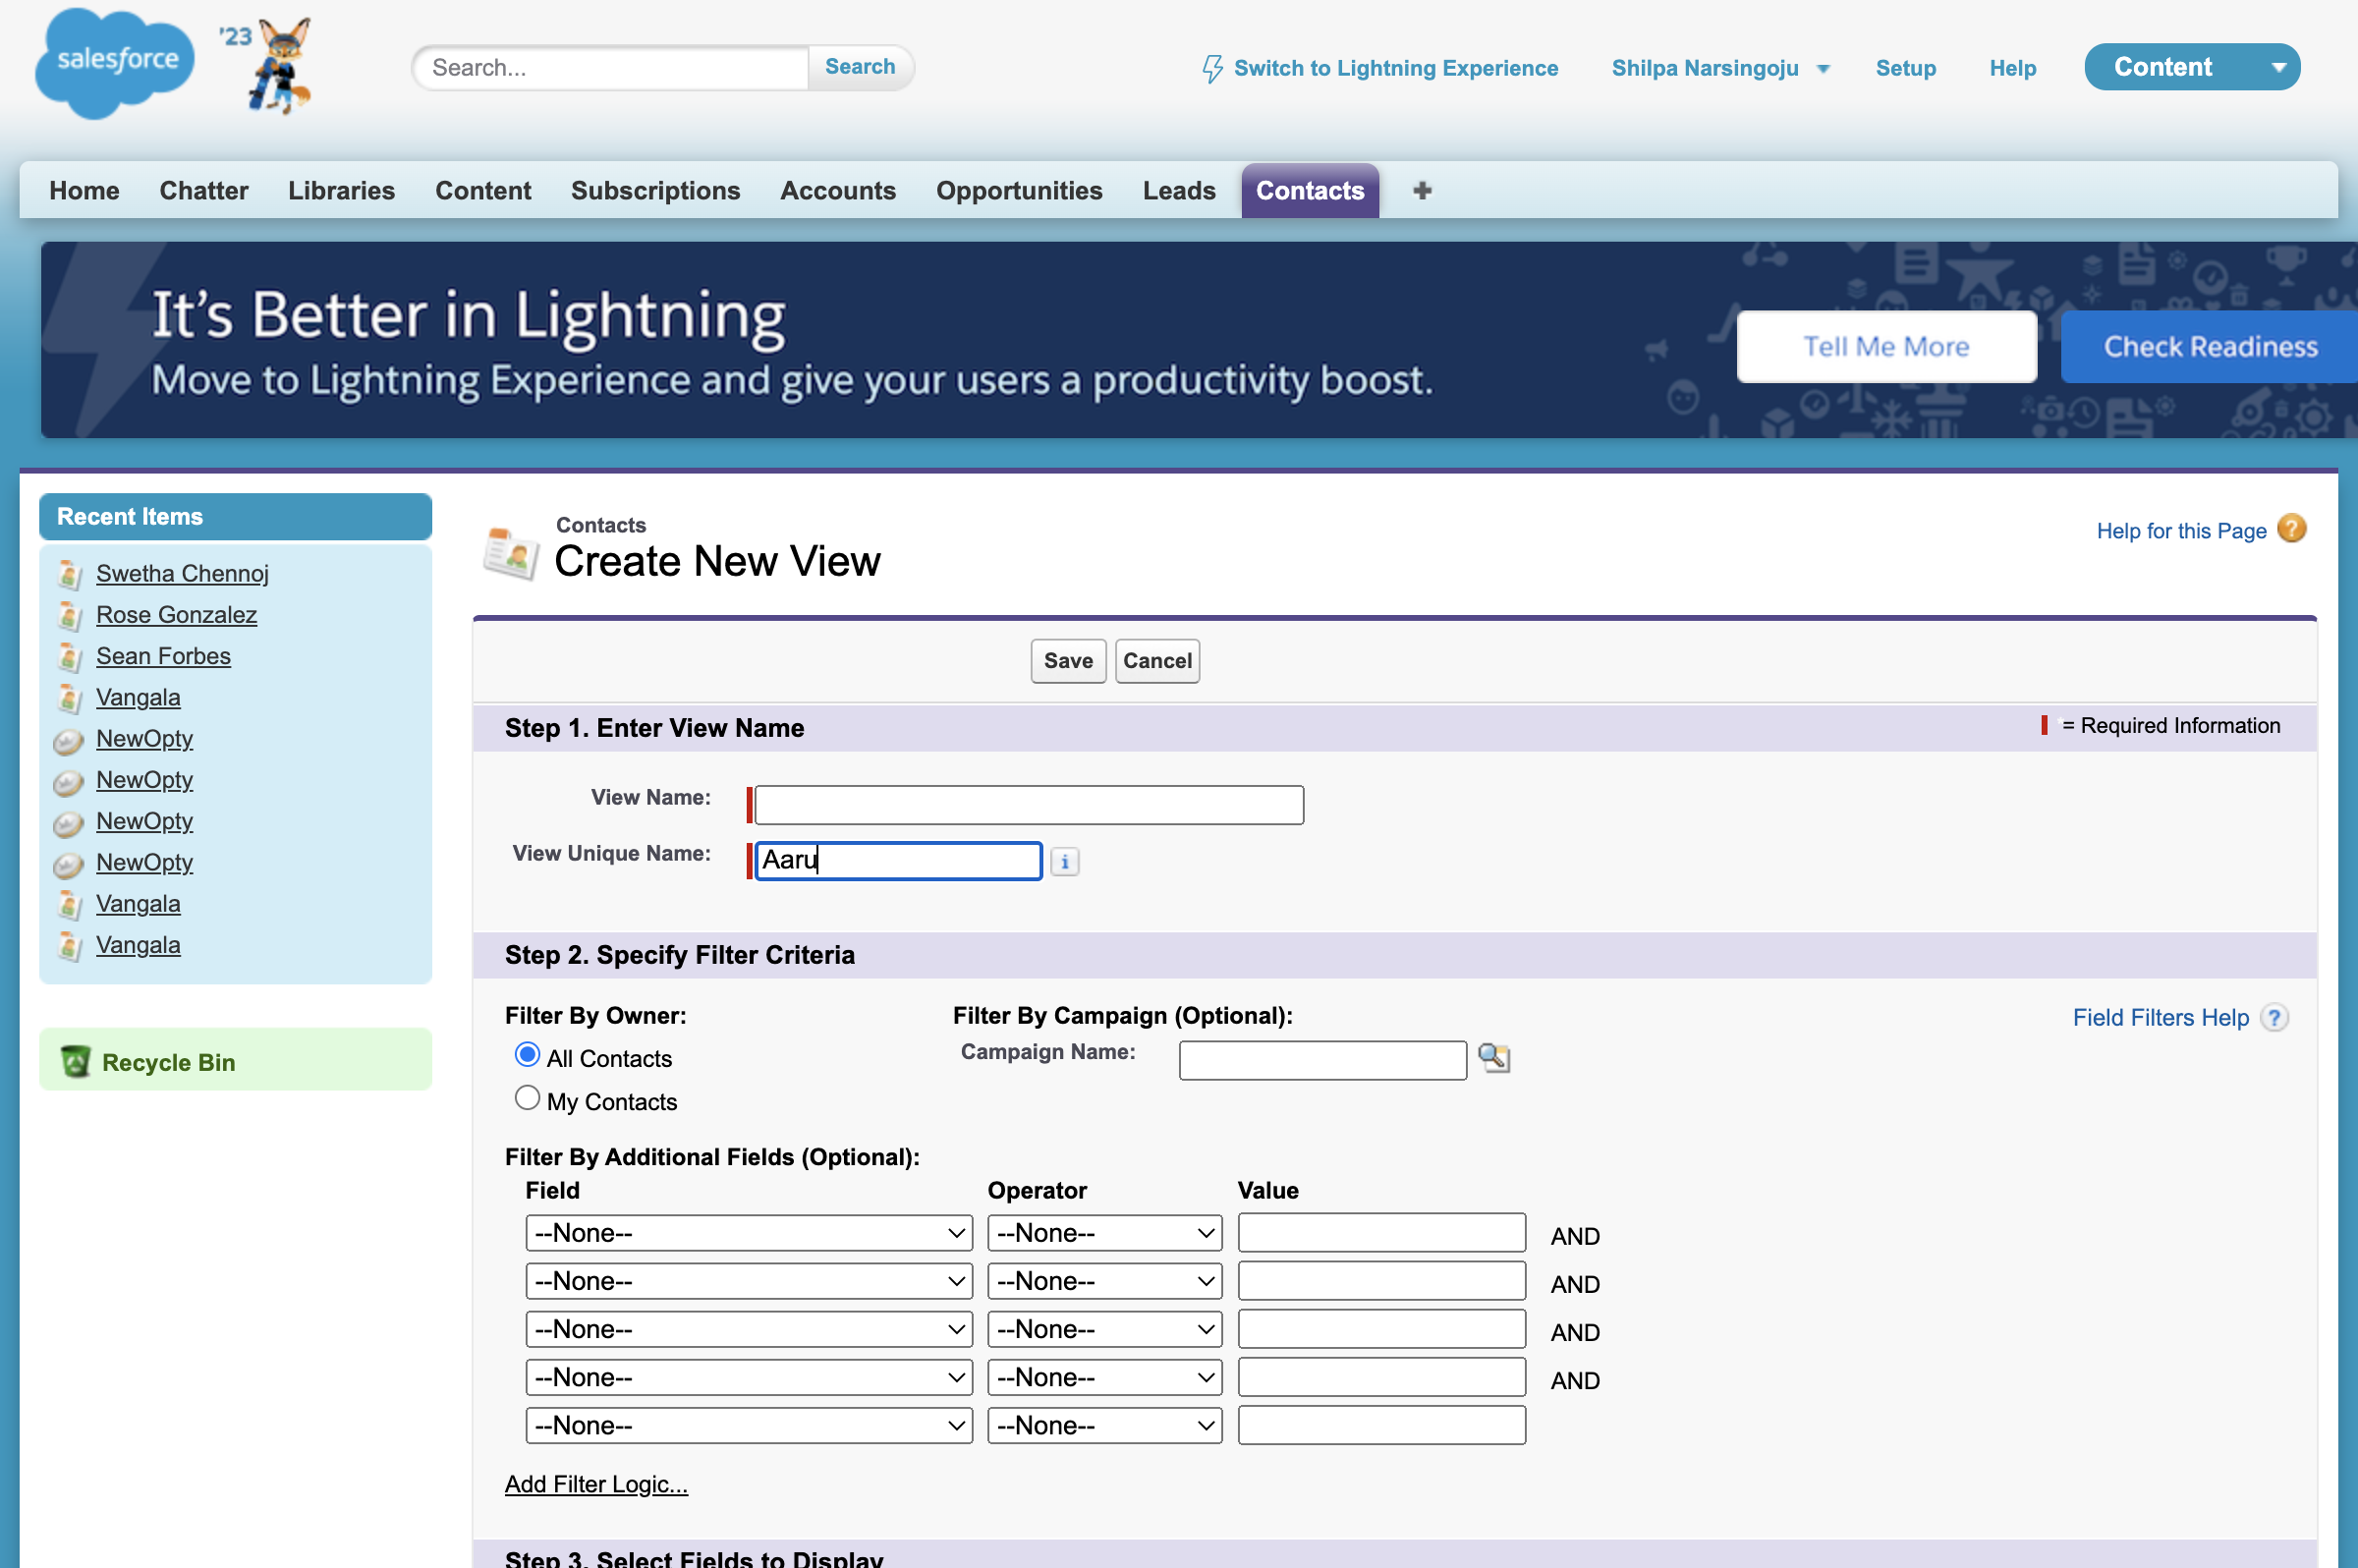 salesforce
'23
Search...
Search
Switch to Lightning Experience
Shilpa Narsingoju
Setup
Help
Content
Home
Chatter
Libraries
Content
Subscriptions
Accounts
Opportunities
Leads
Contacts
It's Better in Lightning
Move to Lightning Experience and give your users a productivity boost.
Tell Me More
Check Readiness
Recent Items
Swetha Chennoj
Rose Gonzalez
Sean Forbes
Vangala
NewOpty
NewOpty
NewOpty
NewOpty
Vangala
Vangala
Recycle Bin
Contacts
Create New View
Help for this Page
Save
Cancel
Step 1. Enter View Name
= Required Information
View Name:
View Unique Name:
Aaru
Step 2. Specify Filter Criteria
Filter By Owner:
All Contacts
My Contacts
Filter By Campaign (Optional):
Campaign Name:
Field Filters Help
Filter By Additional Fields (Optional):
Field Operator Value
--None-- --None-- AND
--None-- --None-- AND
--None-- --None-- AND
--None-- --None-- AND
--None-- --None--
Add Filter Logic...
Step 3. Select Fields to Display